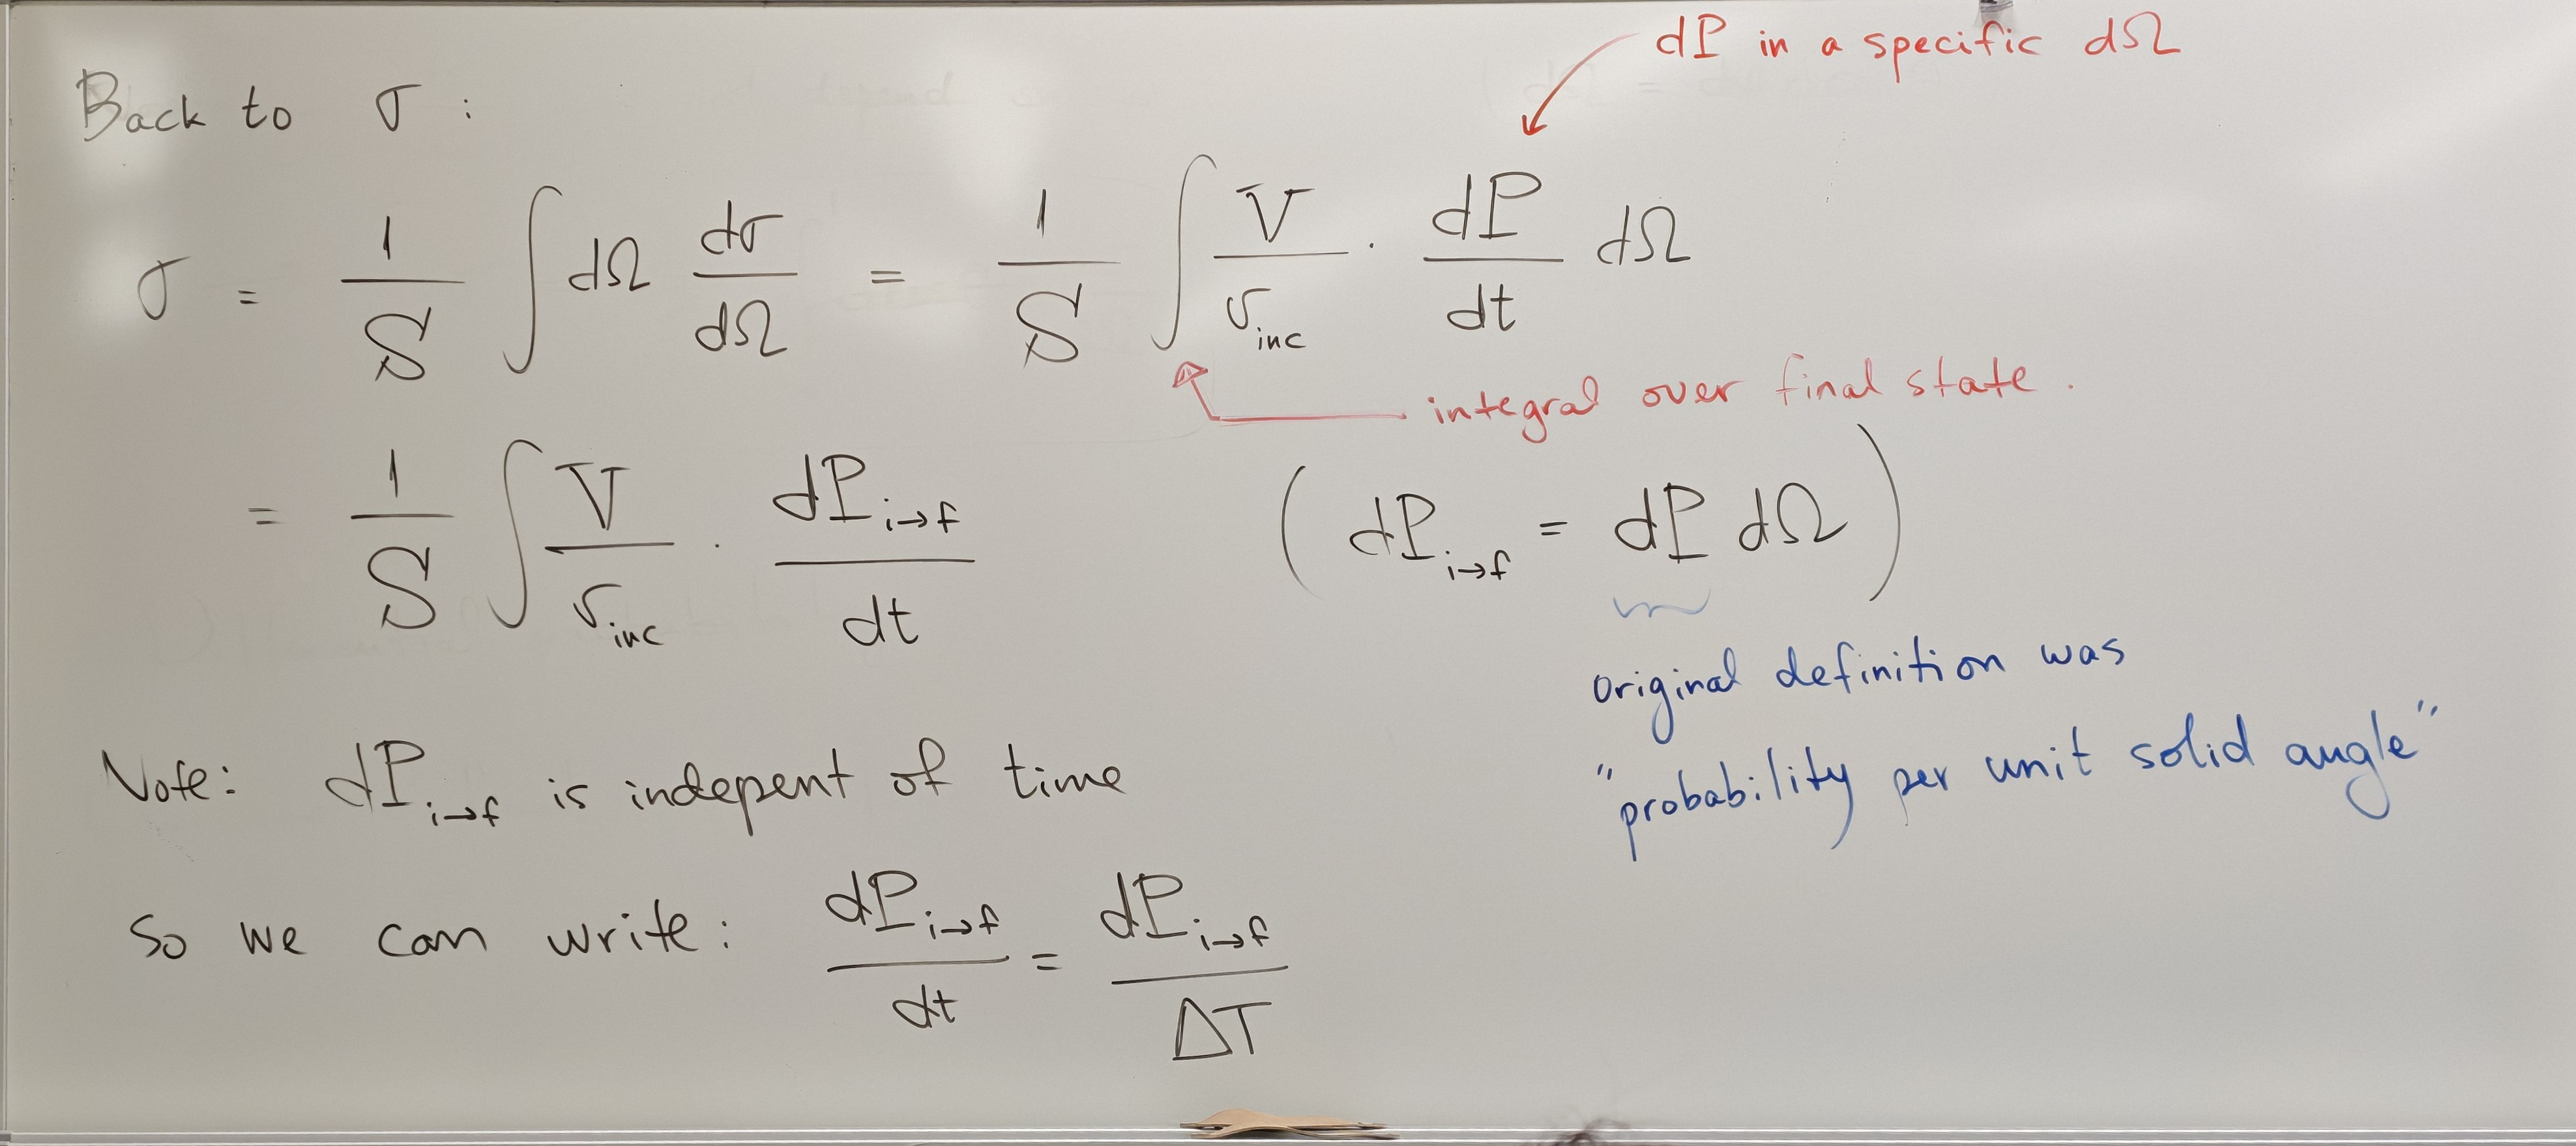 dP in a specific dΩ
Back to σ :
σ = 1/S ∫ dΩ dσ/dΩ = 1/S ∫ V/v_inc · dP/dt dΩ
integral over final state.
= 1/S ∫ V/v_inc · dP_i→f/dt (dP_i→f = dP dΩ)
original definition was
"probability per unit solid angle"
Note: dP_i→f is indepent of time
So we can write: dP_i→f/dt = dP_i→f/ΔT